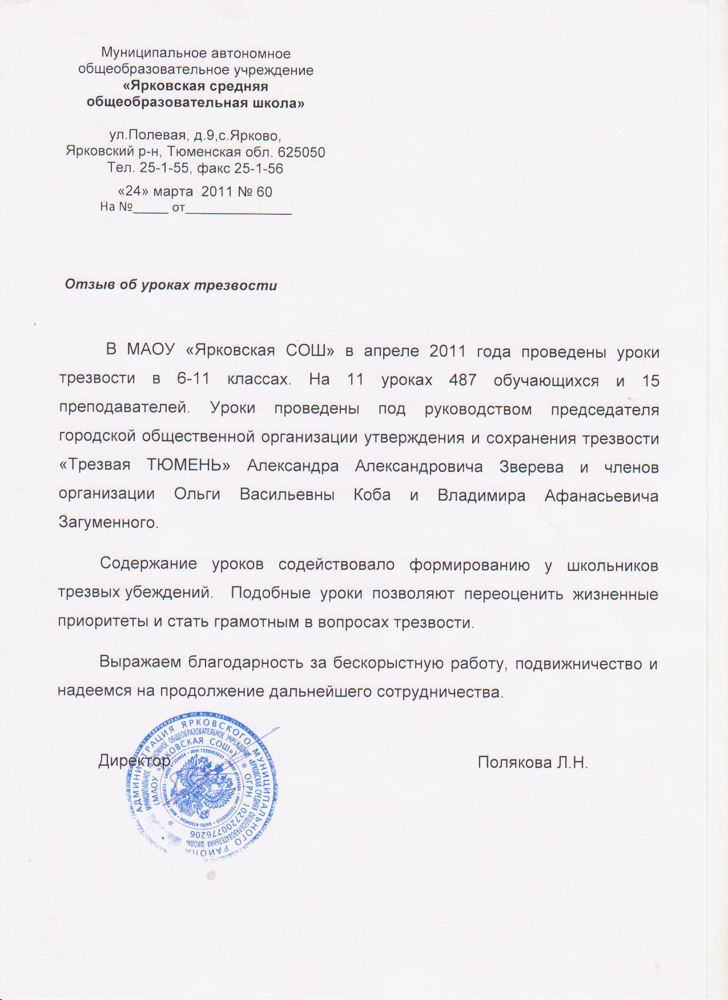 Муниципальное автономное
общеобразовательное учреждение
«Ярковская средняя
общеобразовательная школа»
ул.Полевая, д.9,с.Ярково,
Ярковский р-н, Тюменская обл. 625050
Тел. 25-1-55, факс 25-1-56
«24» марта 2011 № 60
На №_____ от_______________
Отзыв об уроках трезвости
В МАОУ «Ярковская СОШ» в апреле 2011 года проведены уроки
трезвости в 6-11 классах. На 11 уроках 487 обучающихся и 15
преподавателей. Уроки проведены под руководством председателя
городской общественной организации утверждения и сохранения трезвости
«Трезвая ТЮМЕНЬ» Александра Александровича Зверева и членов
организации Ольги Васильевны Коба и Владимира Афанасьевича
Загуменного.
Содержание уроков содействовало формированию у школьников
трезвых убеждений. Подобные уроки позволяют переоценить жизненные
приоритеты и стать грамотным в вопросах трезвости.
Выражаем благодарность за бескорыстную работу, подвижничество и
надеемся на продолжение дальнейшего сотрудничества.
Директор Полякова Л.Н.
АДМИНИСТРАЦИЯ ЯРКОВСКОГО МУНИЦИПАЛЬНОГО РАЙОНА
МУНИЦИПАЛЬНОЕ АВТОНОМНОЕ ОБЩЕОБРАЗОВАТЕЛЬНОЕ УЧРЕЖДЕНИЕ «ЯРКОВСКАЯ СРЕДНЯЯ ОБЩЕОБРАЗОВАТЕЛЬНАЯ ШКОЛА»
(МАОУ «ЯРКОВСКАЯ СОШ») * ОГРН 1027200776206 *
ОКПО 47204684 • ИНН 7229005033